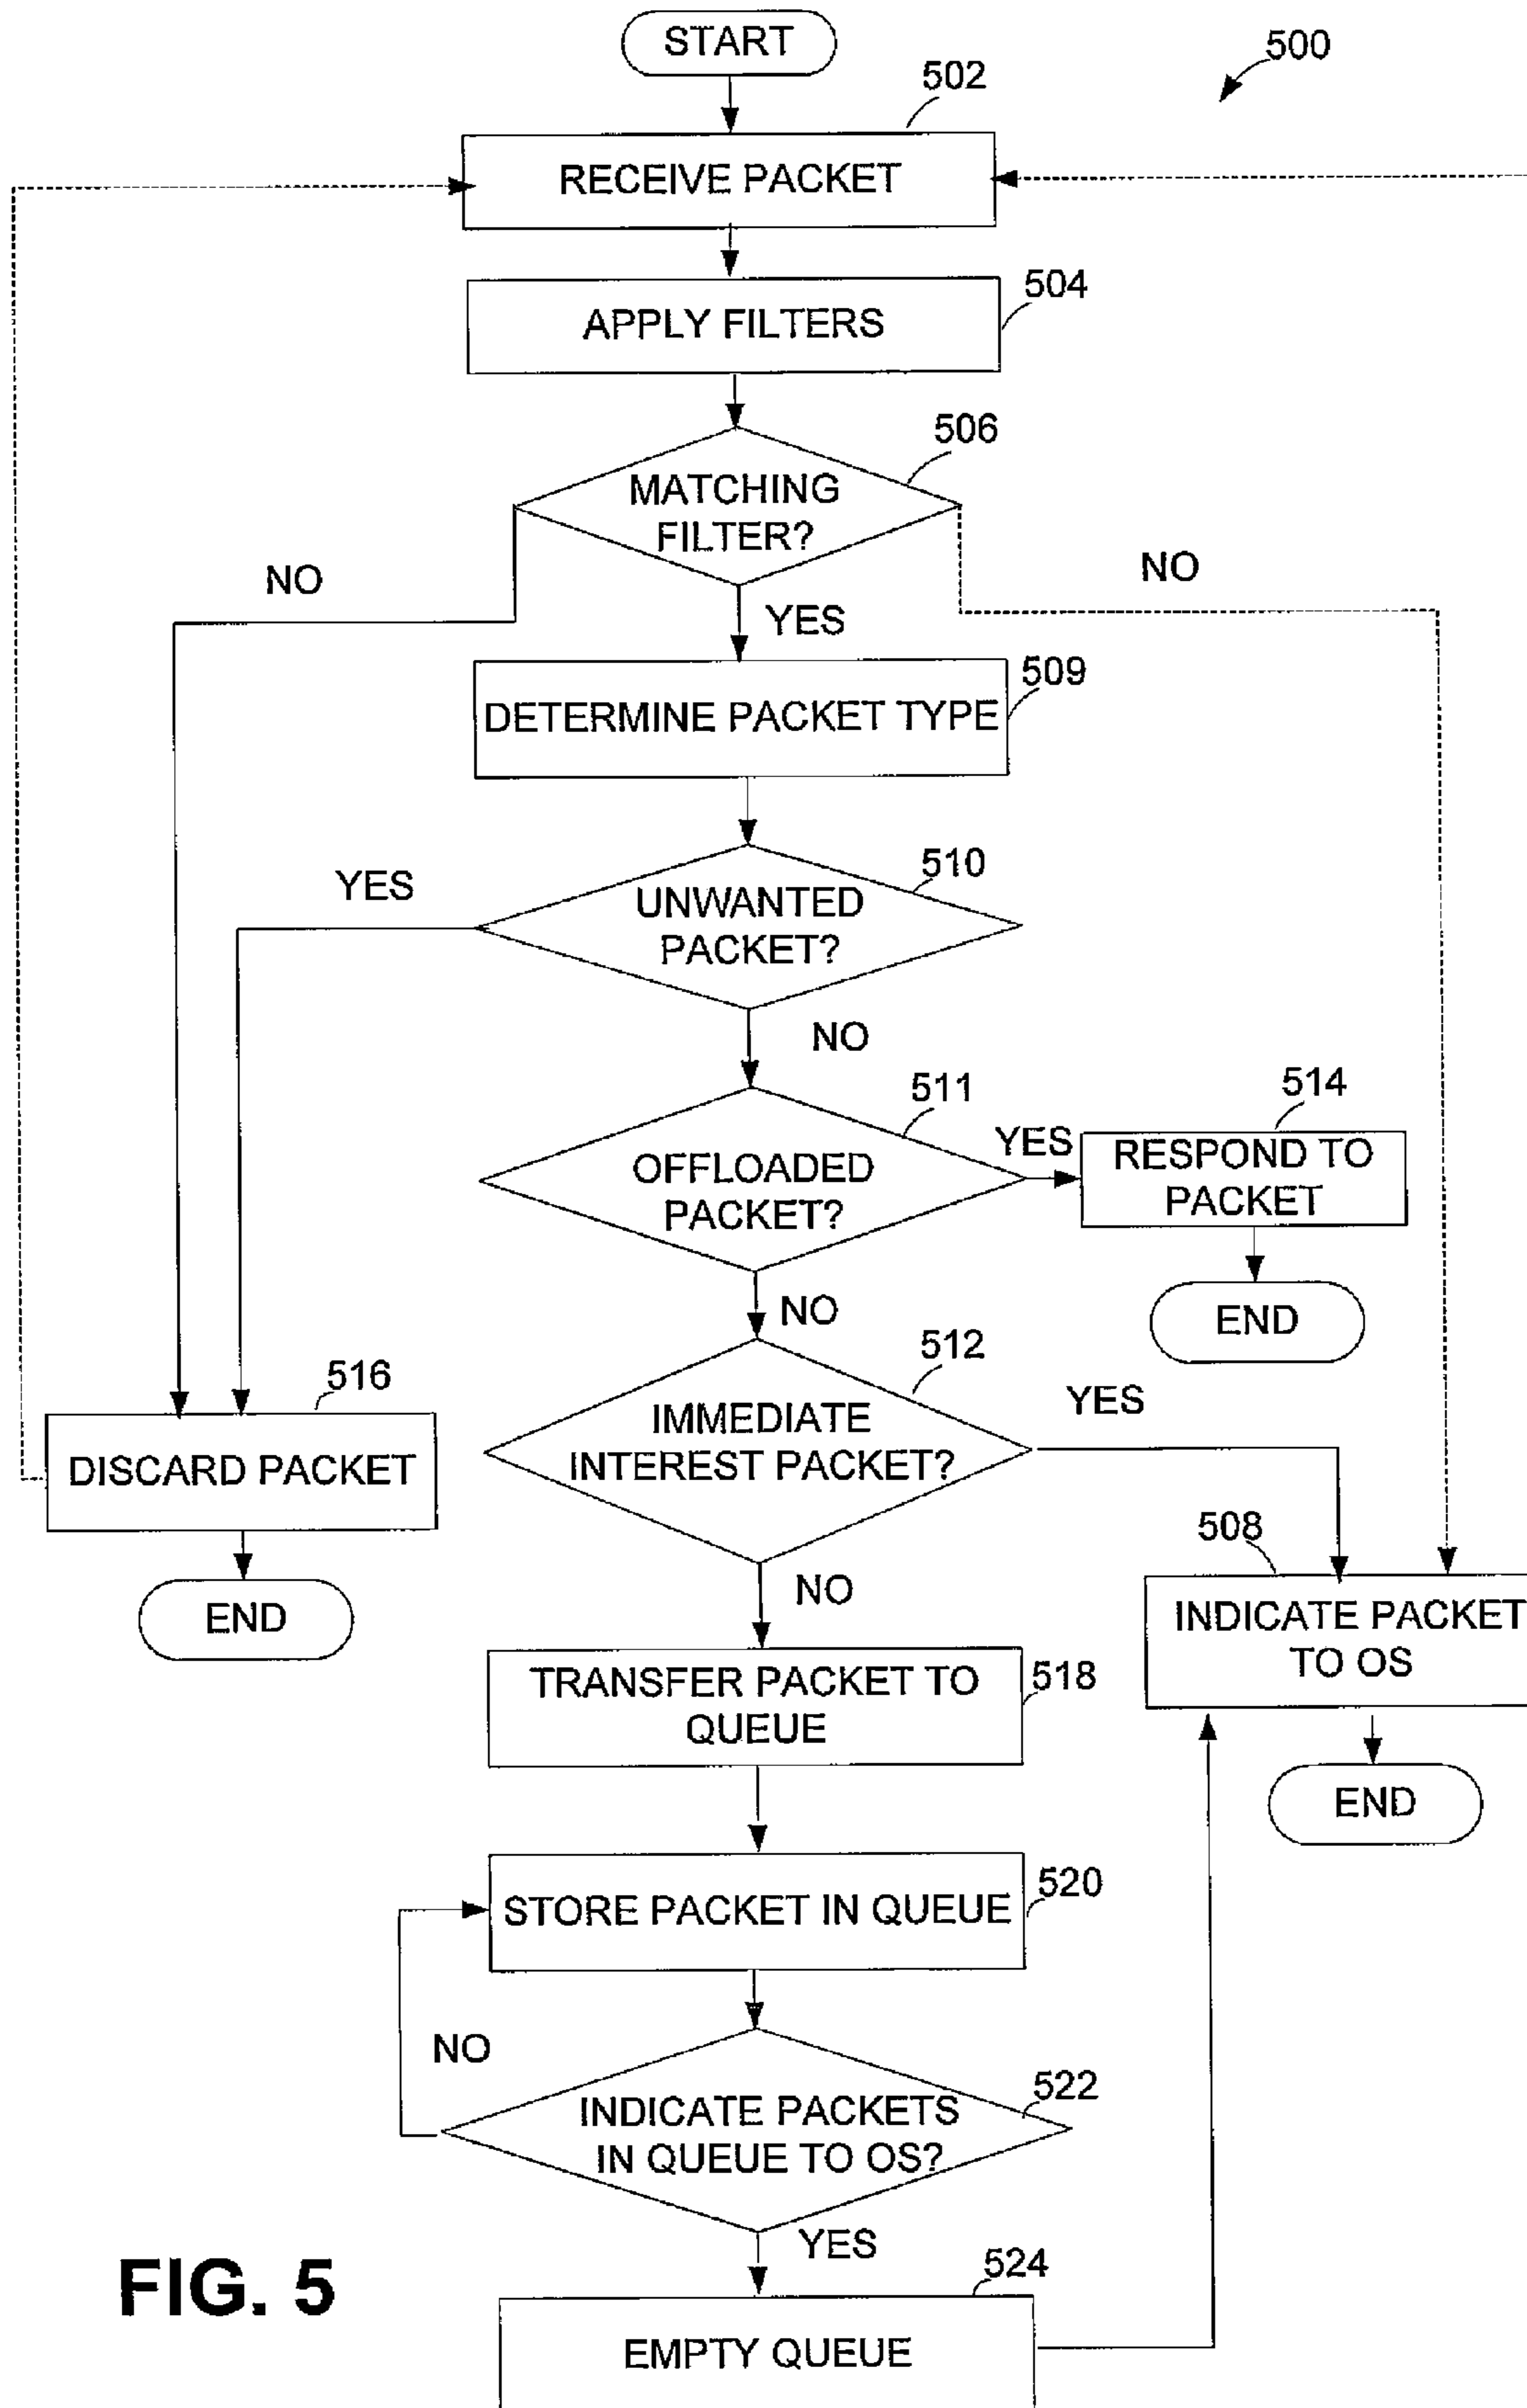 START
500
502
RECEIVE PACKET
504
APPLY FILTERS
506
MATCHING
FILTER?
NO
NO
YES
509
DETERMINE PACKET TYPE
510
YES
UNWANTED
PACKET?
NO
511
514
YES
RESPOND TO
PACKET
OFFLOADED
PACKET?
END
NO
512
516
YES
IMMEDIATE
INTEREST PACKET?
DISCARD PACKET
508
NO
END
INDICATE PACKET
TO OS
TRANSFER PACKET TO
QUEUE
518
END
520
STORE PACKET IN QUEUE
NO
522
INDICATE PACKETS
IN QUEUE TO OS?
YES
524
FIG. 5
EMPTY QUEUE